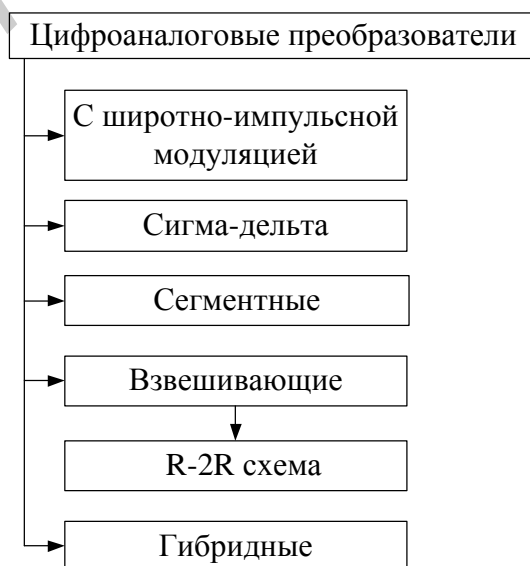 Цифроаналоговые преобразователи
С широтно-импульсной
модуляцией
Сигма-дельта
Сегментные
Взвешивающие
R-2R схема
Гибридные